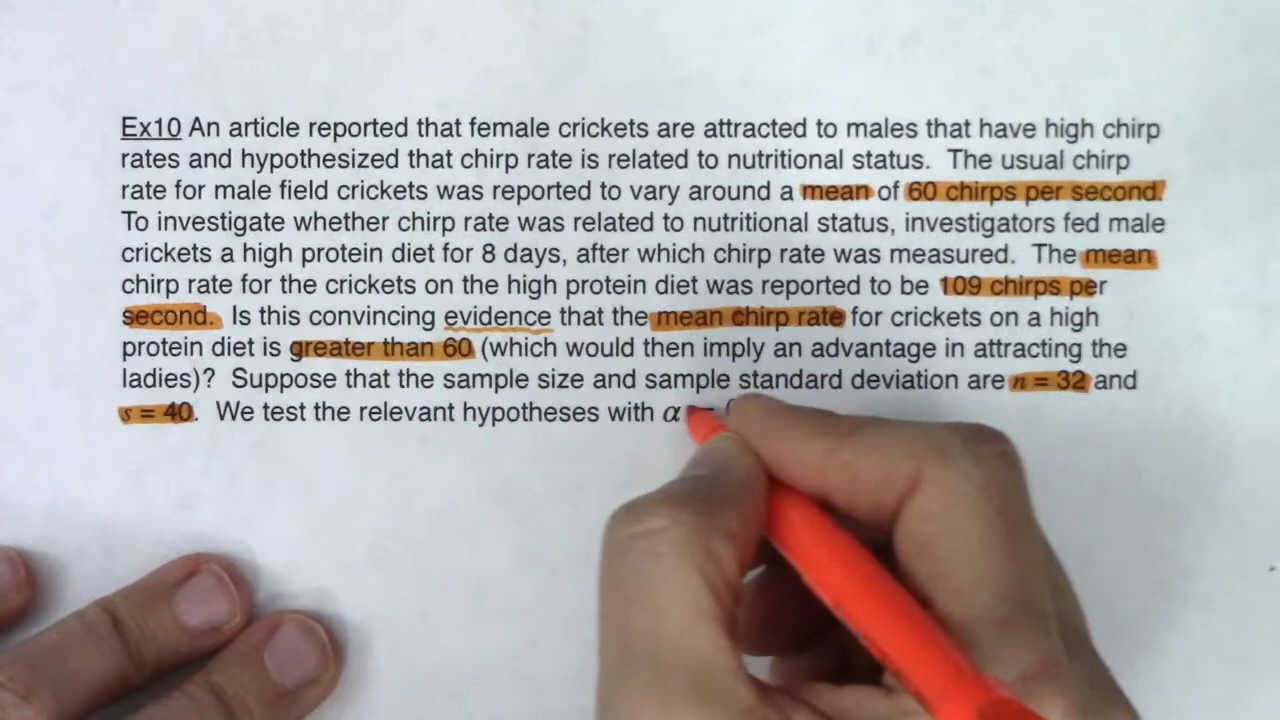 Ex10 An article reported that female crickets are attracted to males that have high chirp
rates and hypothesized that chirp rate is related to nutritional status. The usual chirp
rate for male field crickets was reported to vary around a mean of 60 chirps per second.
To investigate whether chirp rate was related to nutritional status, investigators fed male
crickets a high protein diet for 8 days, after which chirp rate was measured. The mean
chirp rate for the crickets on the high protein diet was reported to be 109 chirps per
second. Is this convincing evidence that the mean chirp rate for crickets on a high
protein diet is greater than 60 (which would then imply an advantage in attracting the
ladies)? Suppose that the sample size and sample standard deviation are n = 32 and
s = 40. We test the relevant hypotheses with α =